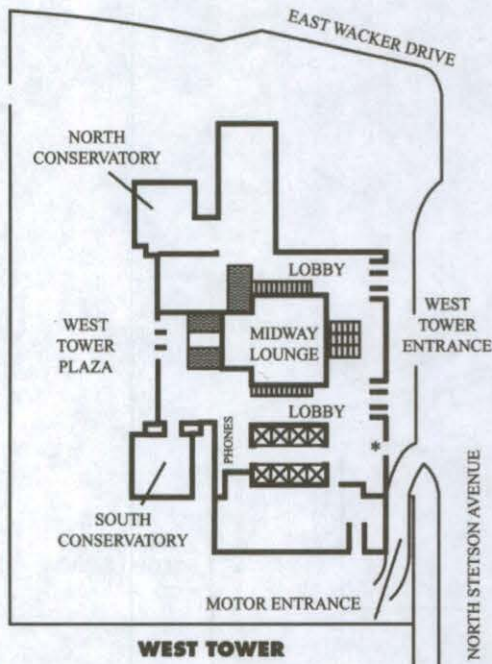 EAST WACKER DRIVE
NORTH
CONSERVATORY
LOBBY
WEST
TOWER
PLAZA
MIDWAY
LOUNGE
WEST
TOWER
ENTRANCE
LOBBY
PHONES
*
SOUTH
CONSERVATORY
NORTH STETSON AVENUE
MOTOR ENTRANCE
WEST TOWER